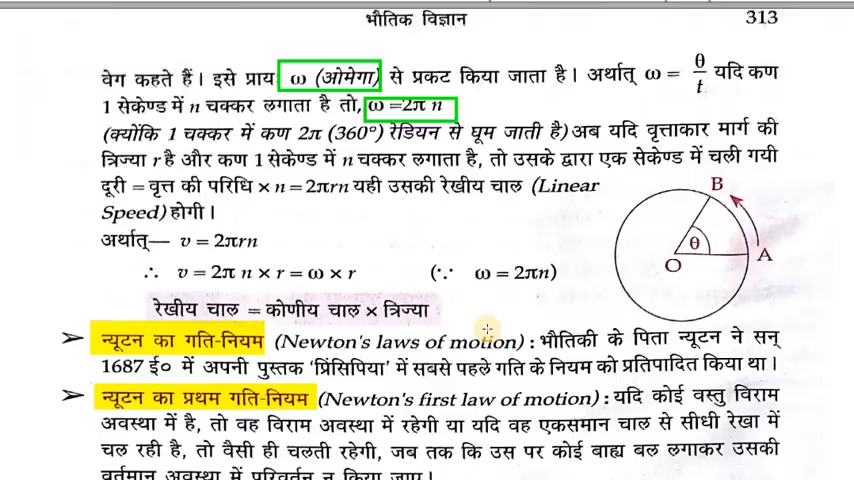 भौतिक विज्ञान 313
वेग कहते हैं। इसे प्राय: ω (ओमेगा) से प्रकट किया जाता है। अर्थात् ω = θ/t यदि कण
1 सेकेण्ड में n चक्कर लगाता है तो, ω =2π n
(क्योंकि 1 चक्कर में कण 2π (360°) रेडियन से घूम जाती है) अब यदि वृत्ताकार मार्ग की
त्रिज्या r है और कण 1 सेकेण्ड में n चक्कर लगाता है, तो उसके द्वारा एक सेकेण्ड में चली गयी
दूरी = वृत्त की परिधि × n = 2πrn यही उसकी रेखीय चाल (Linear
Speed) होगी।
अर्थात्— v = 2πrn
∴ v = 2π n × r = ω × r (∵ ω = 2πn)
रेखीय चाल = कोणीय चाल × त्रिज्या
B
θ
O
A
➢ न्यूटन का गति-नियम (Newton's laws of motion) : भौतिकी के पिता न्यूटन ने सन्
1687 ई० में अपनी पुस्तक 'प्रिंसिपिया' में सबसे पहले गति के नियम को प्रतिपादित किया था।
➢ न्यूटन का प्रथम गति-नियम (Newton's first law of motion) : यदि कोई वस्तु विराम
अवस्था में है, तो वह विराम अवस्था में रहेगी या यदि वह एकसमान चाल से सीधी रेखा में
चल रही है, तो वैसी ही चलती रहेगी, जब तक कि उस पर कोई बाह्य बल लगाकर उसकी
वर्तमान अवस्था में परिवर्तन न किया जाए।